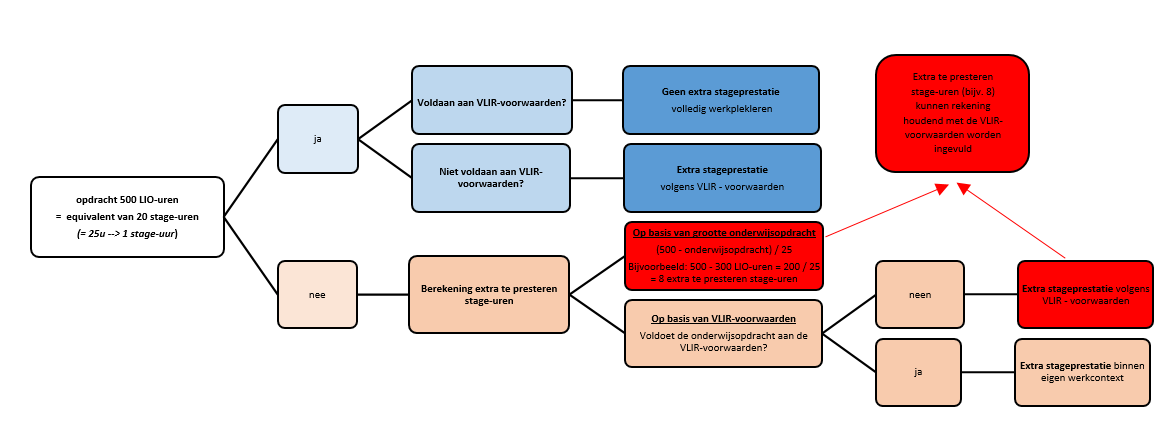 opdracht 500 LIO-uren
= equivalent van 20 stage-uren
(= 25u --> 1 stage-uur)
ja
Voldaan aan VLIR-voorwaarden?
Geen extra stageprestatie
volledig werplekleren
Niet voldaan aan VLIR-
voorwaarden?
Extra stageprestatie
volgens VLIR - voorwaarden
nee
Berekening extra te presteren
stage-uren
Op basis van grootte onderwijsopdracht
(500 - onderwijsopdracht) / 25
Bijvoorbeeld: 500 - 300 LIO-uren = 200 / 25
= 8 extra te presteren stage-uren
Op basis van VLIR-voorwaarden
Voldoet de onderwijsopdracht aan de
VLIR-voorwaarden?
neen
Extra stageprestatie volgens
VLIR - voorwaarden
ja
Extra stageprestatie binnen
eigen werkcontext
Extra te presteren
stage-uren (bijv. 8)
kunnen rekening
houdend met de VLIR-
voorwaarden worden
ingevuld